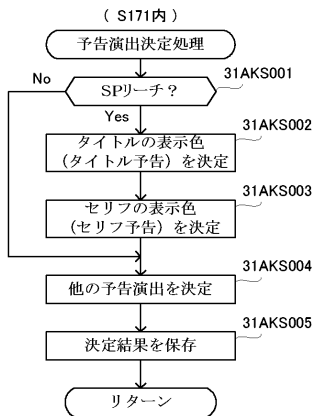 ( S171内 )
予告演出決定処理
31AKS001
No
SPリーチ？
Yes
31AKS002
タイトルの表示色
(タイトル予告)を決定
31AKS003
セリフの表示色
(セリフ予告)を決定
31AKS004
他の予告演出を決定
31AKS005
決定結果を保存
リターン